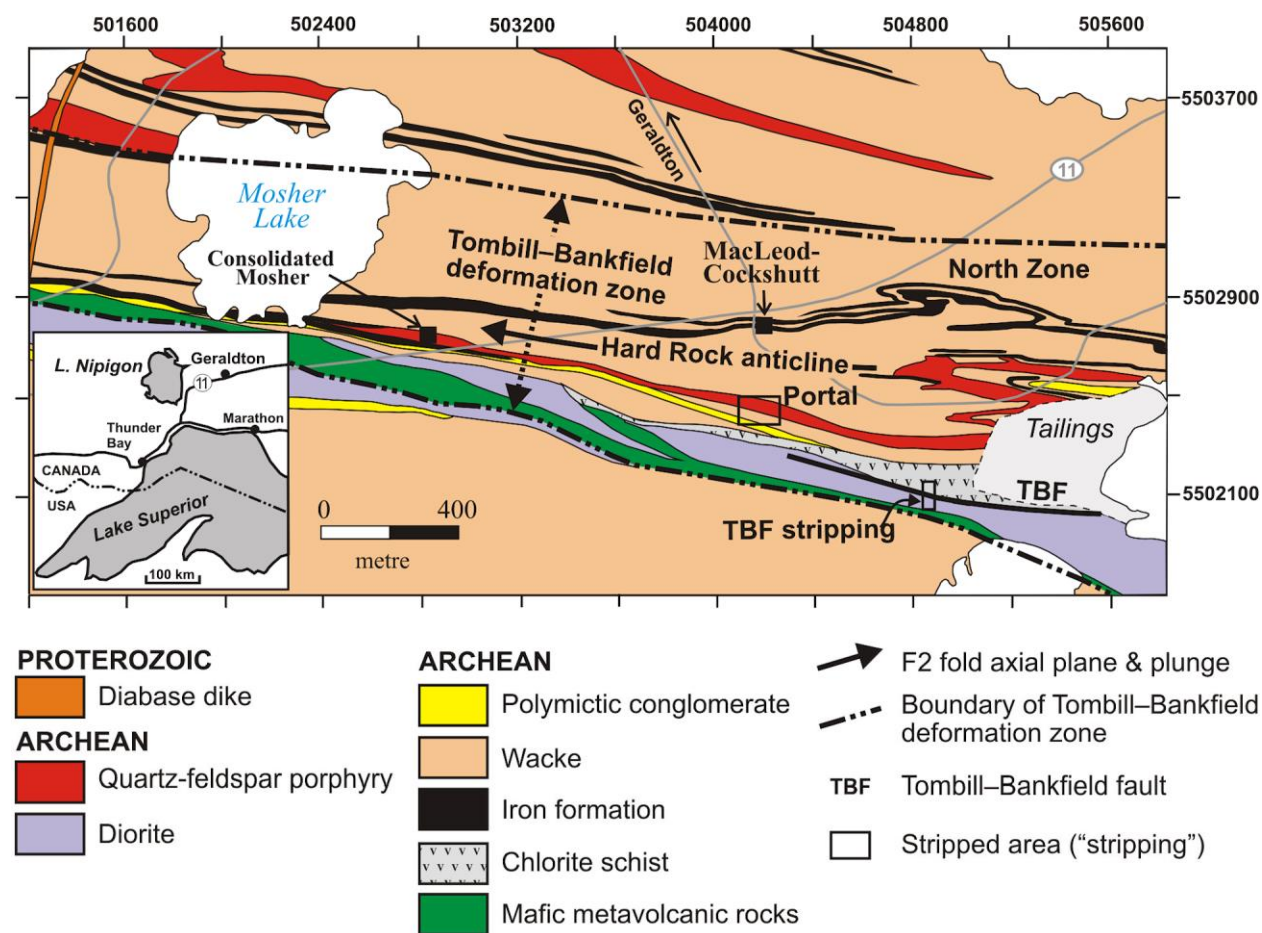 501600 502400 503200 504000 504800 505600
5503700
Geraldton
11
Mosher
Lake
Consolidated
Mosher
Tombill–Bankfield
deformation zone
MacLeod-
Cockshutt
North Zone
5502900
Hard Rock anticline
Portal
Tailings
TBF
5502100
TBF stripping
L. Nipigon
Geraldton
11
Marathon
Thunder
Bay
CANADA
USA
Lake Superior
100 km
0 400
metre
PROTEROZOIC
Diabase dike
ARCHEAN
Quartz-feldspar porphyry
Diorite
ARCHEAN
Polymictic conglomerate
Wacke
Iron formation
Chlorite schist
Mafic metavolcanic rocks
F2 fold axial plane & plunge
Boundary of Tombill–Bankfield
deformation zone
TBF Tombill–Bankfield fault
Stripped area (“stripping”)